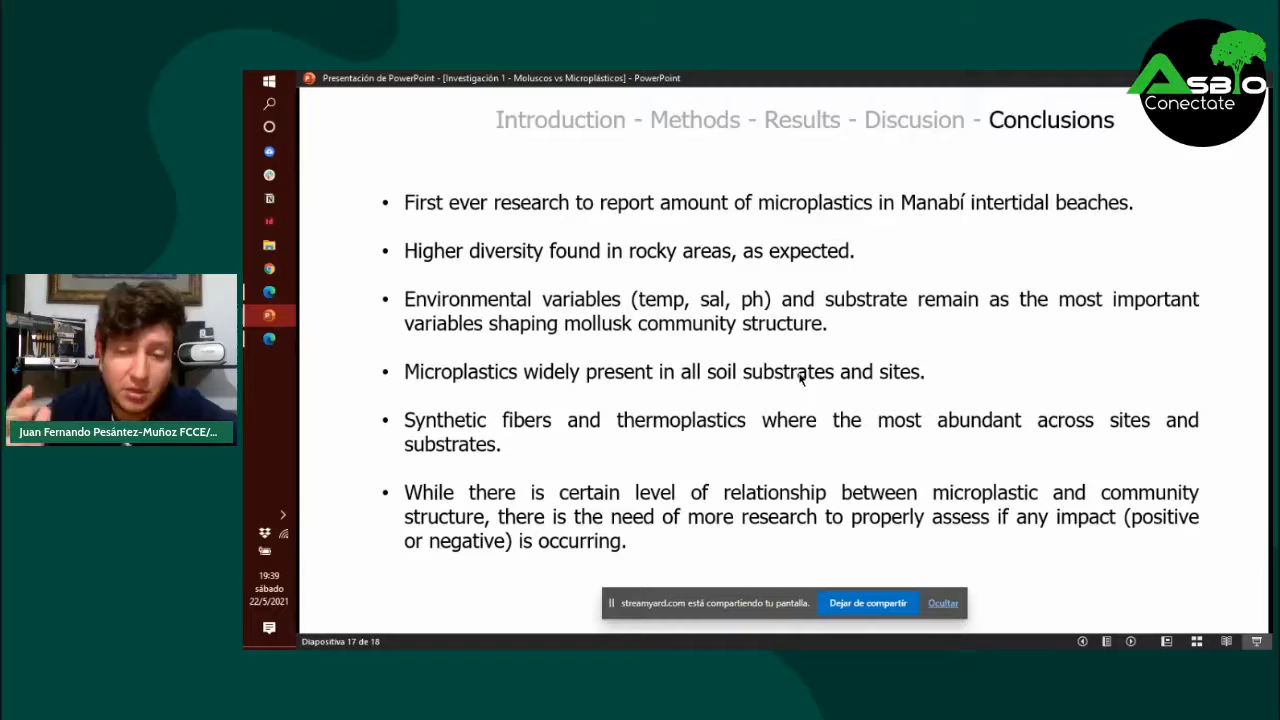 Presentación de PowerPoint - [Investigación 1 - Moluscos vs Microplásticos] - PowerPoint
Asbio
Conectate
Introduction - Methods - Results - Discusion - Conclusions
• First ever research to report amount of microplastics in Manabí intertidal beaches.
• Higher diversity found in rocky areas, as expected.
• Environmental variables (temp, sal, ph) and substrate remain as the most important
variables shaping mollusk community structure.
• Microplastics widely present in all soil substrates and sites.
• Synthetic fibers and thermoplastics where the most abundant across sites and
substrates.
• While there is certain level of relationship between microplastic and community
structure, there is the need of more research to properly assess if any impact (positive
or negative) is occurring.
Juan Fernando Pesántez-Muñoz FCCE/...
streamyard.com está compartiendo tu pantalla.
Dejar de compartir
Ocultar
19:39
sábado
22/5/2021
Diapositiva 17 de 18